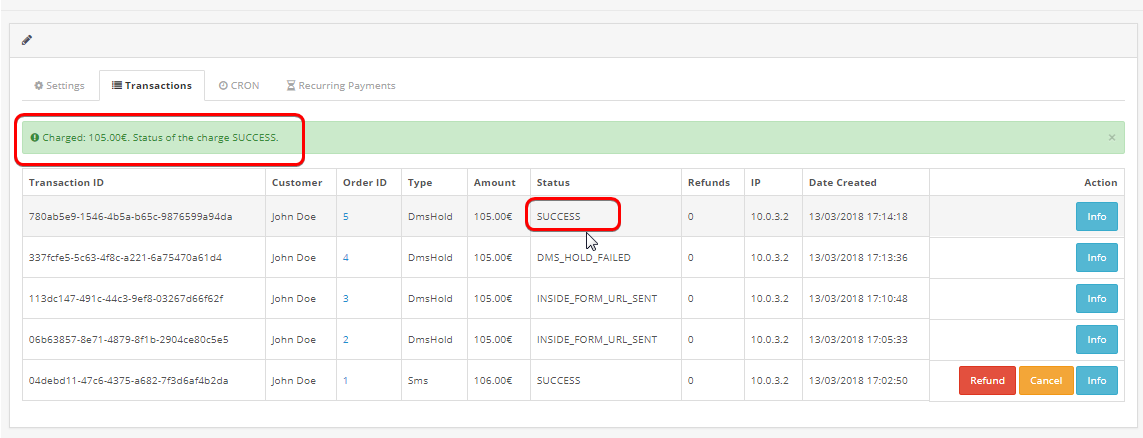 Settings Transactions CRON Recurring Payments
Charged: 105.00€. Status of the charge SUCCESS. ×
Transaction ID Customer Order ID Type Amount Status Refunds IP Date Created Action
780ab5e9-1546-4b5a-b65c-9876599a94da John Doe 5 DmsHold 105.00€ SUCCESS 0 10.0.3.2 13/03/2018 17:14:18 Info
337fcfe5-5c63-4f8c-a221-6a75470a61d4 John Doe 4 DmsHold 105.00€ DMS_HOLD_FAILED 0 10.0.3.2 13/03/2018 17:13:36 Info
113dc147-491c-44c3-9ef8-03267d66f62f John Doe 3 DmsHold 105.00€ INSIDE_FORM_URL_SENT 0 10.0.3.2 13/03/2018 17:10:48 Info
06b63857-8e71-4879-8f1b-2904ce80c5e5 John Doe 2 DmsHold 105.00€ INSIDE_FORM_URL_SENT 0 10.0.3.2 13/03/2018 17:05:33 Info
04debd11-47c6-4375-a682-7f3d6af4b2da John Doe 1 Sms 106.00€ SUCCESS 0 10.0.3.2 13/03/2018 17:02:50 Refund Cancel Info